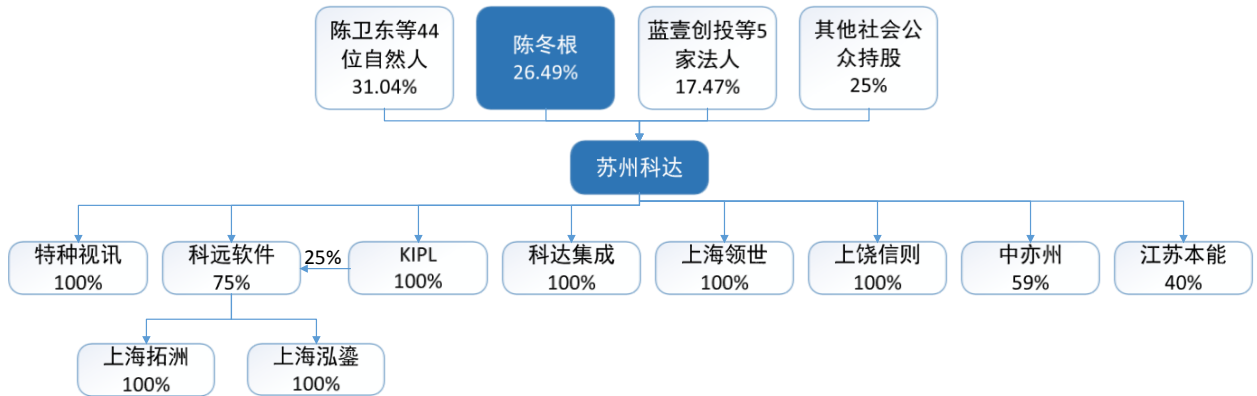 陈卫东等44
位自然人
31.04%
陈冬根
26.49%
蓝壹创投等5
家法人
17.47%
其他社会公
众持股
25%
苏州科达
特种视讯
100%
科远软件
75%
25%
KIPL
100%
科达集成
100%
上海领世
100%
上饶信则
100%
中亦州
59%
江苏本能
40%
上海拓洲
100%
上海泓鎏
100%